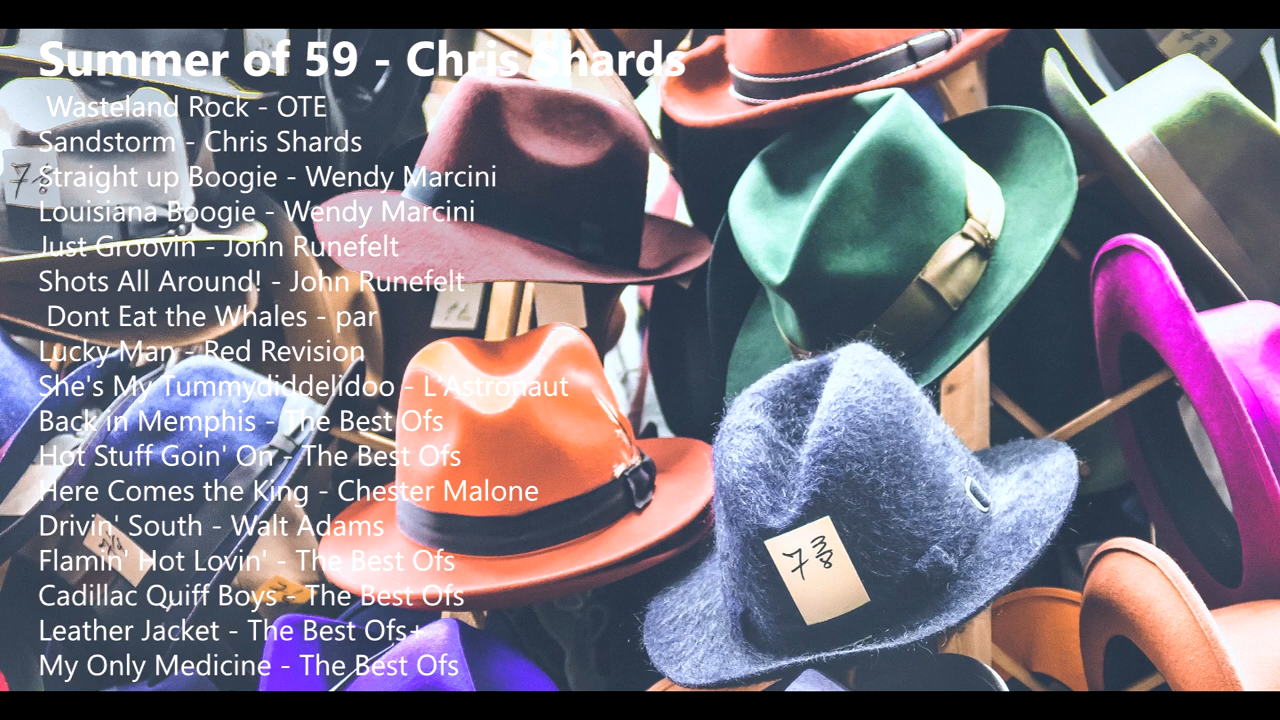 Summer of 59 - Chris Shards
Wasteland Rock - OTE
Sandstorm - Chris Shards
Straight up Boogie - Wendy Marcini
Louisiana Boogie - Wendy Marcini
Just Groovin - John Runefelt
Shots All Around! - John Runefelt
Dont Eat the Whales - par
Lucky Man - Red Revision
She's My Tummydiddelidoo - L'Astronaut
Back in Memphis - The Best Ofs
Hot Stuff Goin' On - The Best Ofs
Here Comes the King - Chester Malone
Drivin' South - Walt Adams
Flamin' Hot Lovin' - The Best Ofs
Cadillac Quiff Boys - The Best Ofs
Leather Jacket - The Best Ofs+
My Only Medicine - The Best Ofs
7 3/8